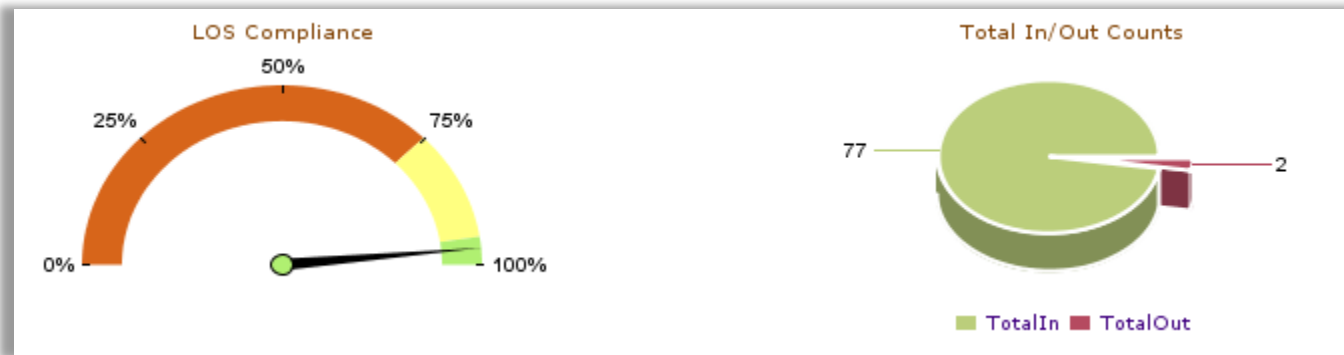 LOS Compliance
50%
25%
75%
0%
100%
Total In/Out Counts
77
2
TotalIn
TotalOut